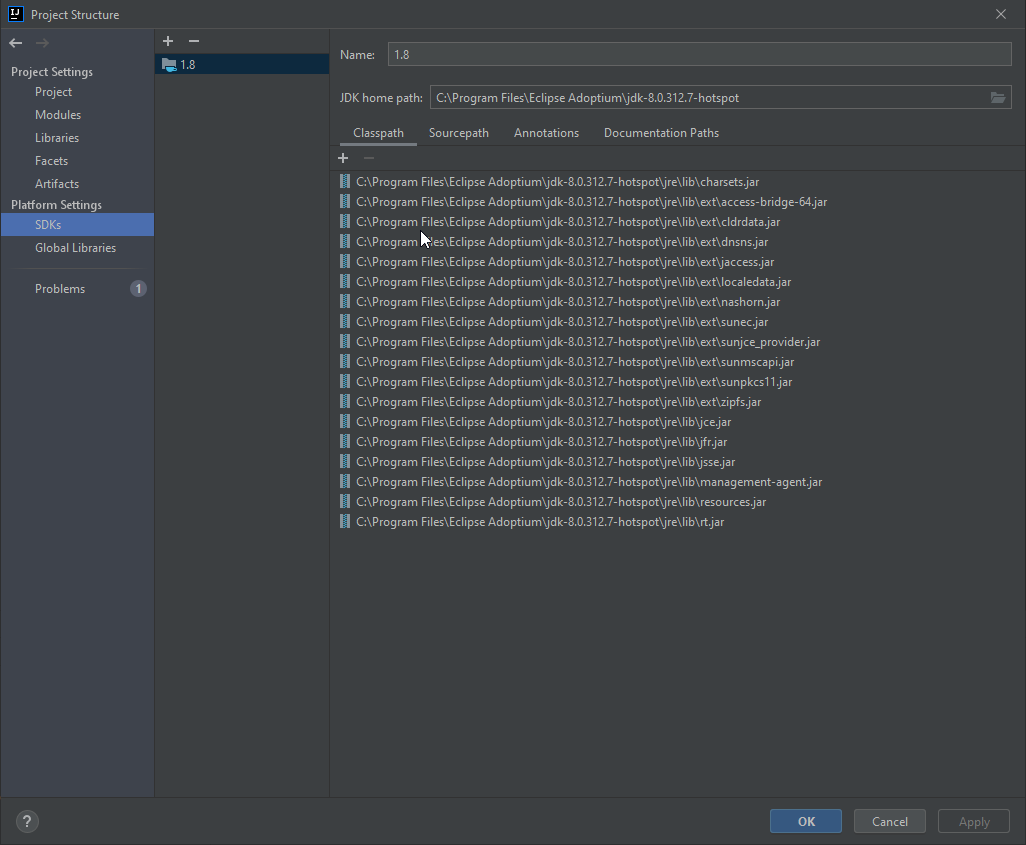 IJ
Project Structure
Project Settings
Project
Modules
Libraries
Facets
Artifacts
Platform Settings
SDKs
Global Libraries
Problems 1
1.8
Name: 1.8
JDK home path: C:\Program Files\Eclipse Adoptium\jdk-8.0.312.7-hotspot
Classpath Sourcepath Annotations Documentation Paths
C:\Program Files\Eclipse Adoptium\jdk-8.0.312.7-hotspot\jre\lib\charsets.jar
C:\Program Files\Eclipse Adoptium\jdk-8.0.312.7-hotspot\jre\lib\ext\access-bridge-64.jar
C:\Program Files\Eclipse Adoptium\jdk-8.0.312.7-hotspot\jre\lib\ext\cldrdata.jar
C:\Program Files\Eclipse Adoptium\jdk-8.0.312.7-hotspot\jre\lib\ext\dnsns.jar
C:\Program Files\Eclipse Adoptium\jdk-8.0.312.7-hotspot\jre\lib\ext\jaccess.jar
C:\Program Files\Eclipse Adoptium\jdk-8.0.312.7-hotspot\jre\lib\ext\localedata.jar
C:\Program Files\Eclipse Adoptium\jdk-8.0.312.7-hotspot\jre\lib\ext\nashorn.jar
C:\Program Files\Eclipse Adoptium\jdk-8.0.312.7-hotspot\jre\lib\ext\sunec.jar
C:\Program Files\Eclipse Adoptium\jdk-8.0.312.7-hotspot\jre\lib\ext\sunjce_provider.jar
C:\Program Files\Eclipse Adoptium\jdk-8.0.312.7-hotspot\jre\lib\ext\sunmscapi.jar
C:\Program Files\Eclipse Adoptium\jdk-8.0.312.7-hotspot\jre\lib\ext\sunpkcs11.jar
C:\Program Files\Eclipse Adoptium\jdk-8.0.312.7-hotspot\jre\lib\ext\zipfs.jar
C:\Program Files\Eclipse Adoptium\jdk-8.0.312.7-hotspot\jre\lib\jce.jar
C:\Program Files\Eclipse Adoptium\jdk-8.0.312.7-hotspot\jre\lib\jfr.jar
C:\Program Files\Eclipse Adoptium\jdk-8.0.312.7-hotspot\jre\lib\jsse.jar
C:\Program Files\Eclipse Adoptium\jdk-8.0.312.7-hotspot\jre\lib\management-agent.jar
C:\Program Files\Eclipse Adoptium\jdk-8.0.312.7-hotspot\jre\lib\resources.jar
C:\Program Files\Eclipse Adoptium\jdk-8.0.312.7-hotspot\jre\lib\rt.jar
?
OK Cancel Apply